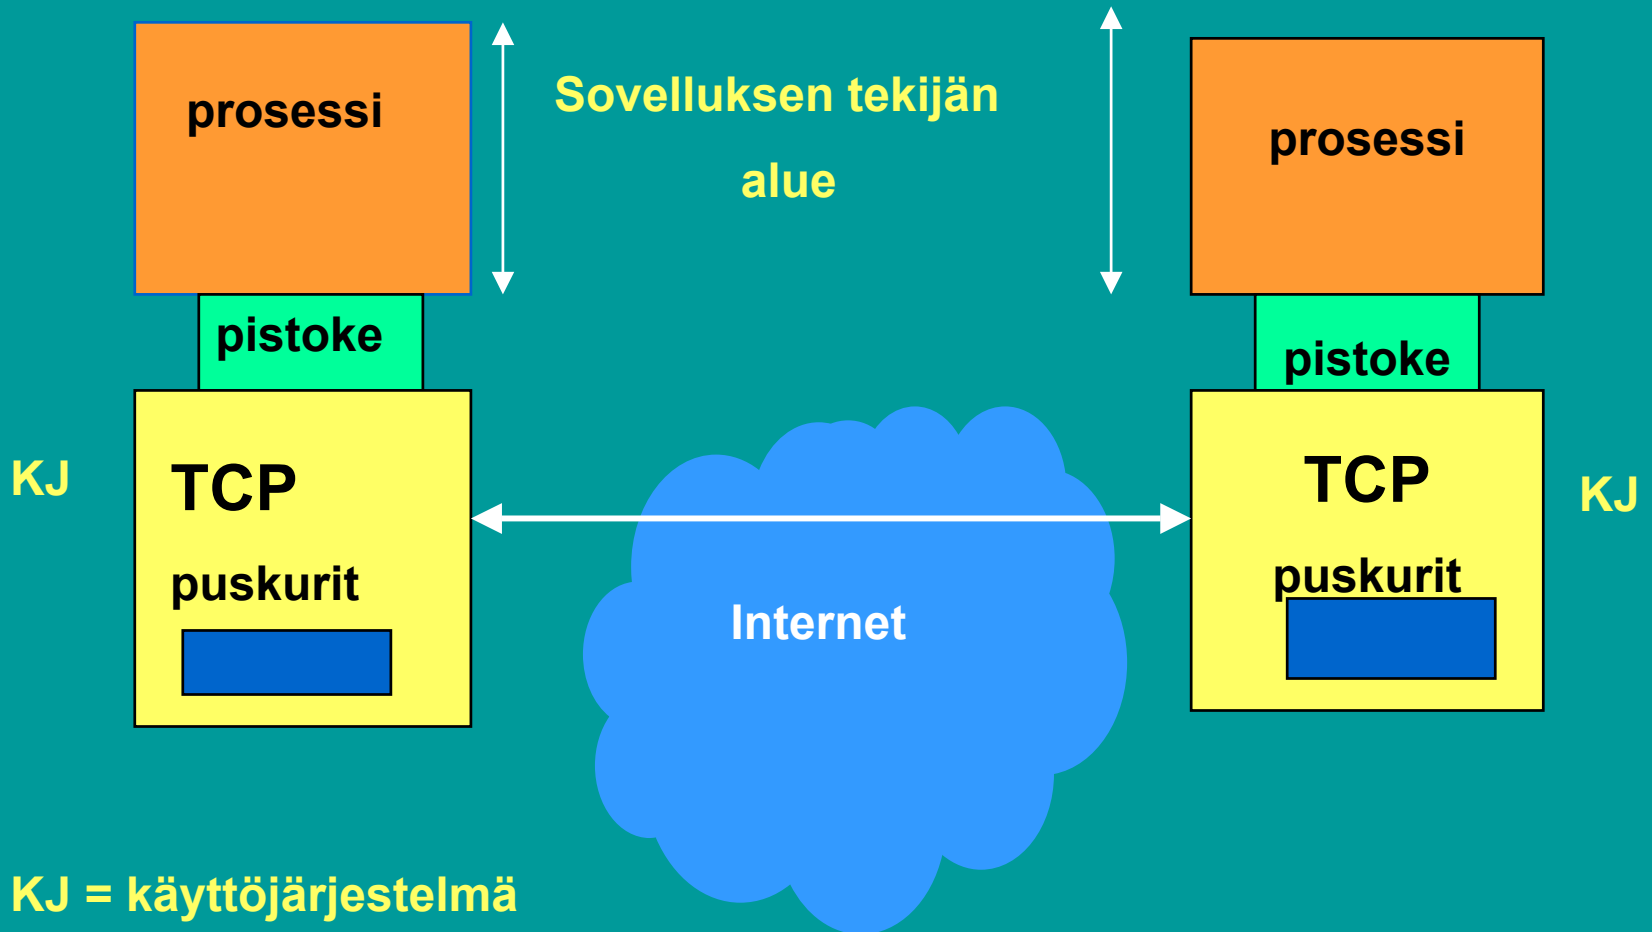 prosessi
Sovelluksen tekijän
alue
prosessi
pistoke
pistoke
KJ
TCP
puskurit
TCP
puskurit
KJ
Internet
KJ = käyttöjärjestelmä